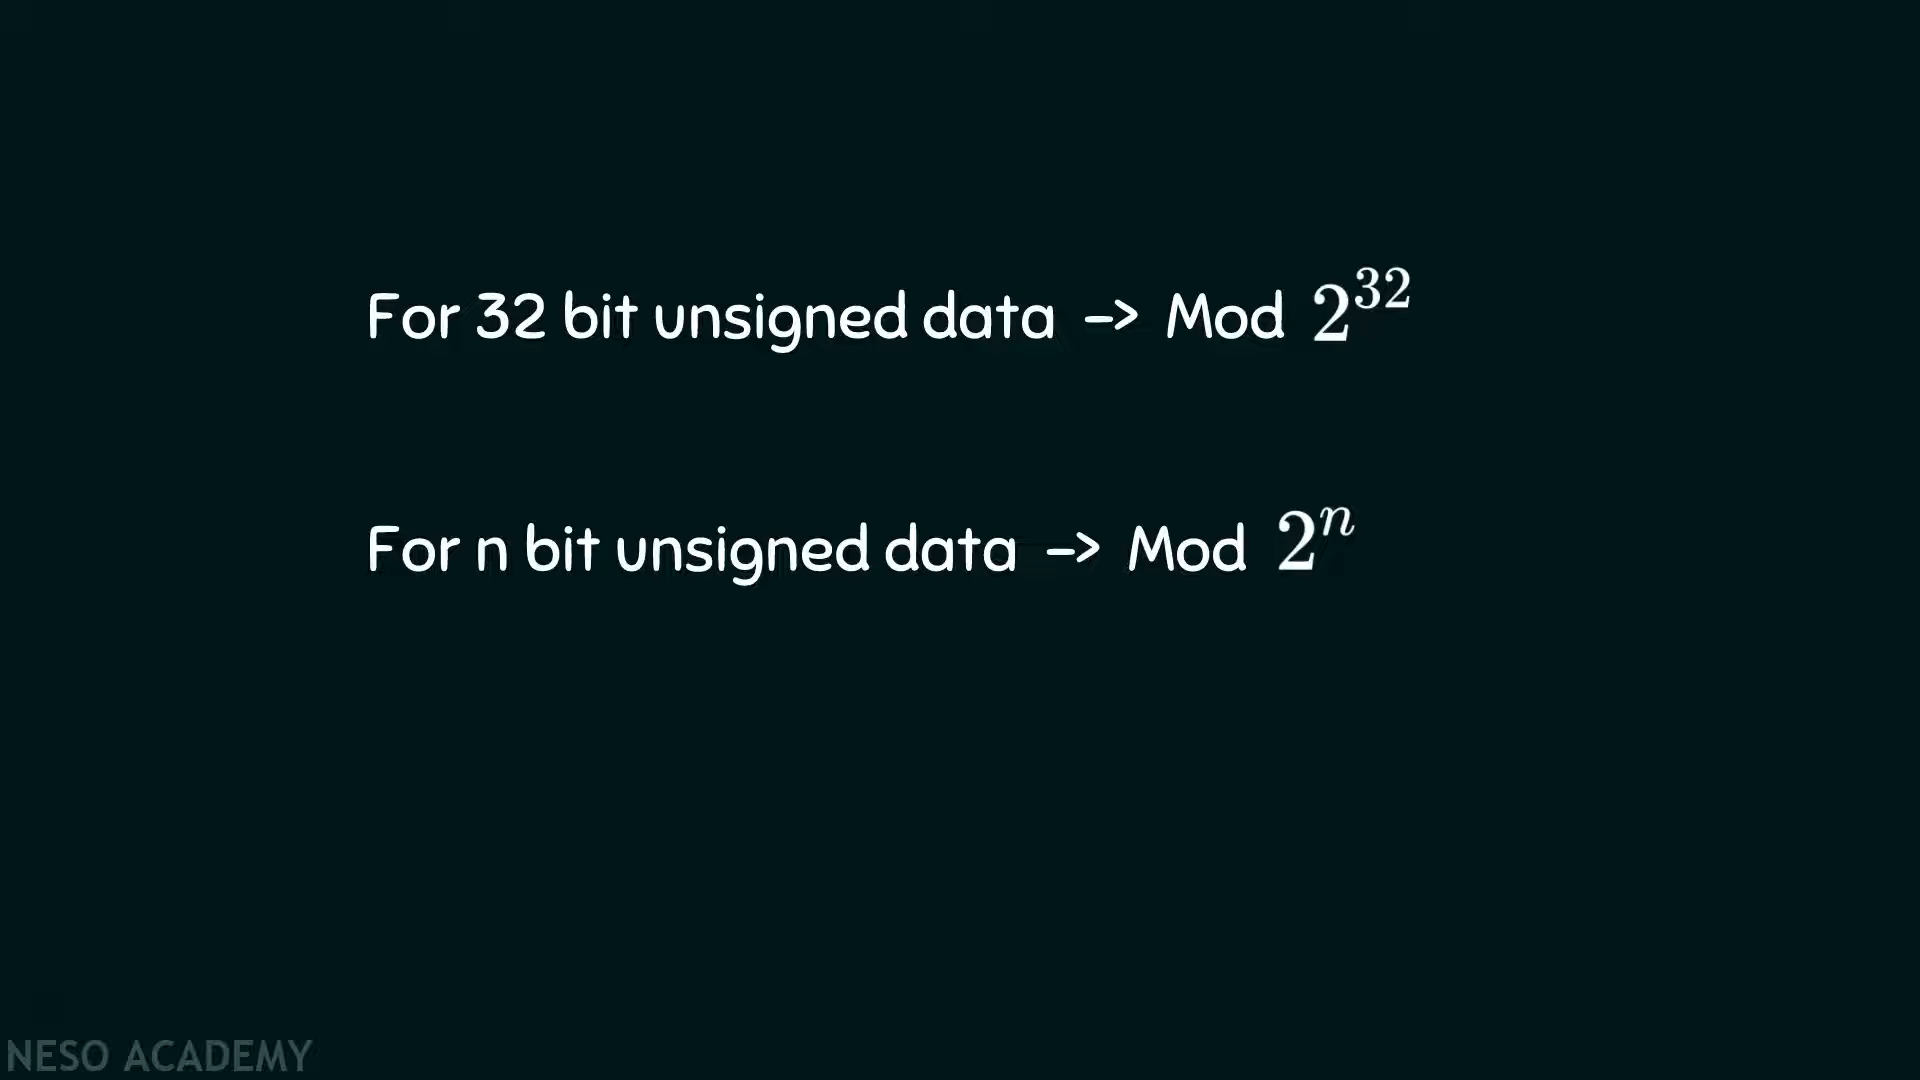 For 32 bit unsigned data -> Mod 2^32
For n bit unsigned data -> Mod 2^n
NESO ACADEMY